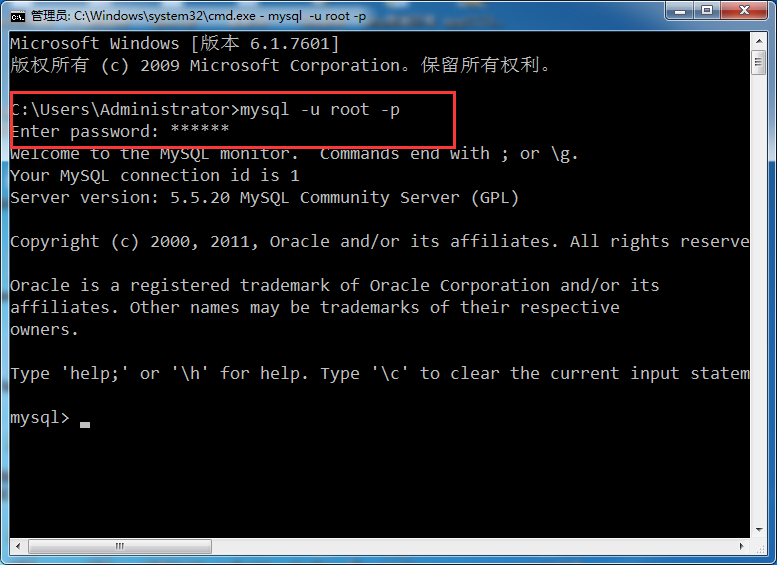 管理员: C:\Windows\system32\cmd.exe - mysql -u root -p
Microsoft Windows [版本 6.1.7601]
版权所有 (c) 2009 Microsoft Corporation。保留所有权利。
C:\Users\Administrator>mysql -u root -p
Enter password: ******
Welcome to the MySQL monitor.  Commands end with ; or \g.
Your MySQL connection id is 1
Server version: 5.5.20 MySQL Community Server (GPL)
Copyright (c) 2000, 2011, Oracle and/or its affiliates. All rights reserve
Oracle is a registered trademark of Oracle Corporation and/or its
affiliates. Other names may be trademarks of their respective
owners.
Type 'help;' or '\h' for help. Type '\c' to clear the current input statem
mysql>